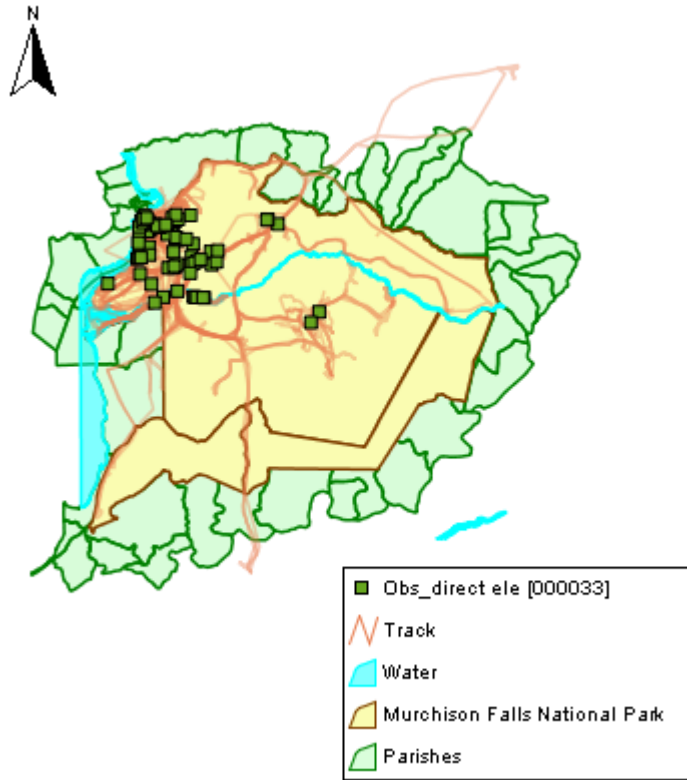 N
Obs_direct ele [000033]
Track
Water
Murchison Falls National Park
Parishes